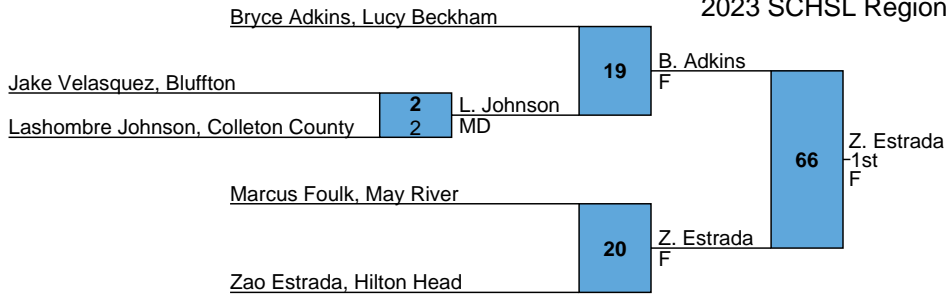 2023 SCHSL Region
Bryce Adkins, Lucy Beckham
19
B. Adkins
F
Jake Velasquez, Bluffton
2
2
L. Johnson
MD
Lashombre Johnson, Colleton County
66
Z. Estrada
1st
F
Marcus Foulk, May River
20
Z. Estrada
F
Zao Estrada, Hilton Head